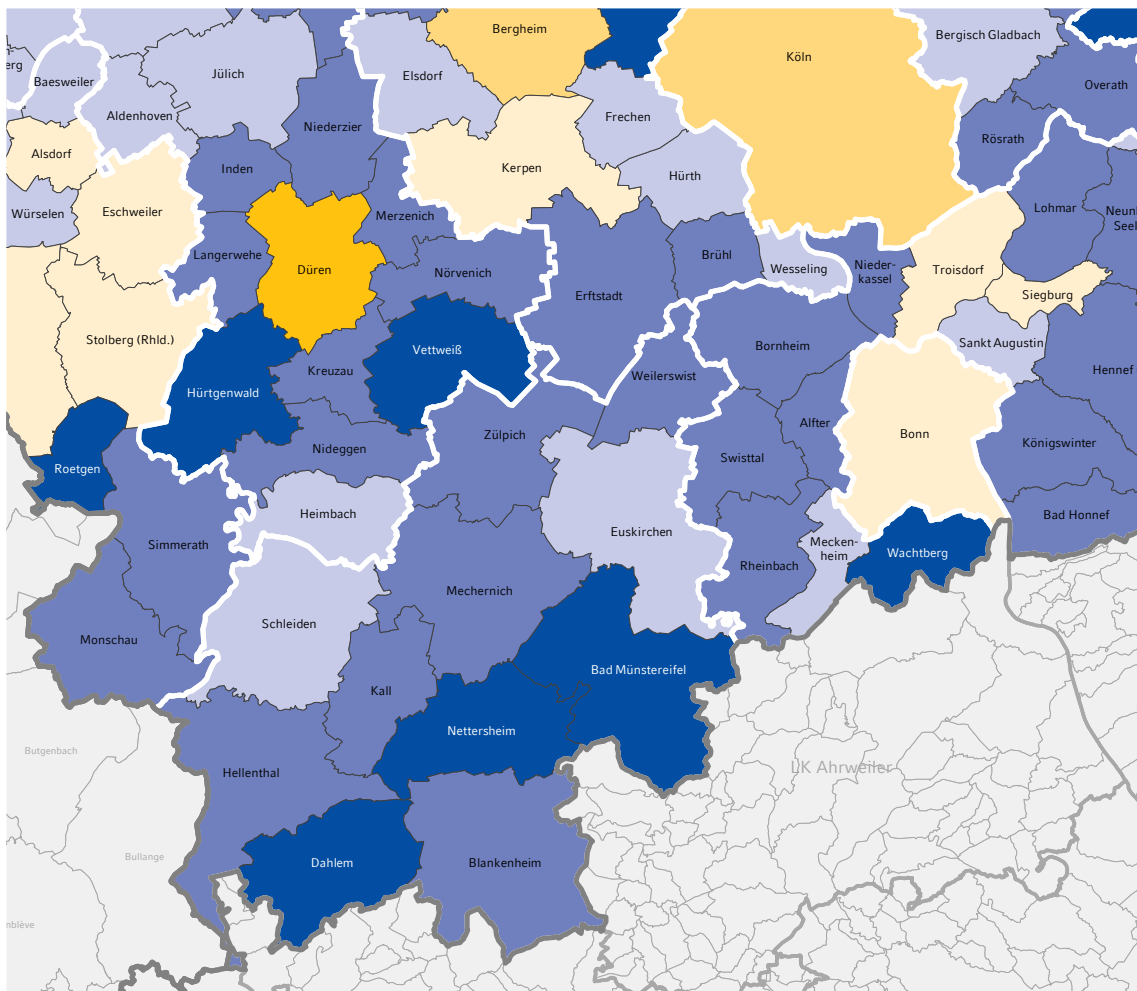 Bergheim
Bergisch Gladbach
Köln
erg
Baesweiler
Jülich
Elsdorf
Overath
Aldenhoven
Frechen
Niederzier
Rösrath
Alsdorf
Inden
Kerpen
Hürth
Würselen
Eschweiler
Merzenich
Lohmar
Langerwehe
Brühl
Wesseling
Nieder-
kassel
Troisdorf
Düren
Nörvenich
Erftstadt
Siegburg
Stolberg (Rhld.)
Vettweiß
Bornheim
Sankt Augustin
Kreuzau
Weilerswist
Hennef
Hürtgenwald
Alfter
Zülpich
Bonn
Nideggen
Königswinter
Swisttal
Roetgen
Heimbach
Bad Honnef
Euskirchen
Simmerath
Mecken-
heim
Wachtberg
Rheinbach
Mechernich
Schleiden
Monschau
Bad Münstereifel
Kall
Nettersheim
Butgenbach
LK Ahrweiler
Hellenthal
Bullange
Dahlem
Blankenheim
nblève